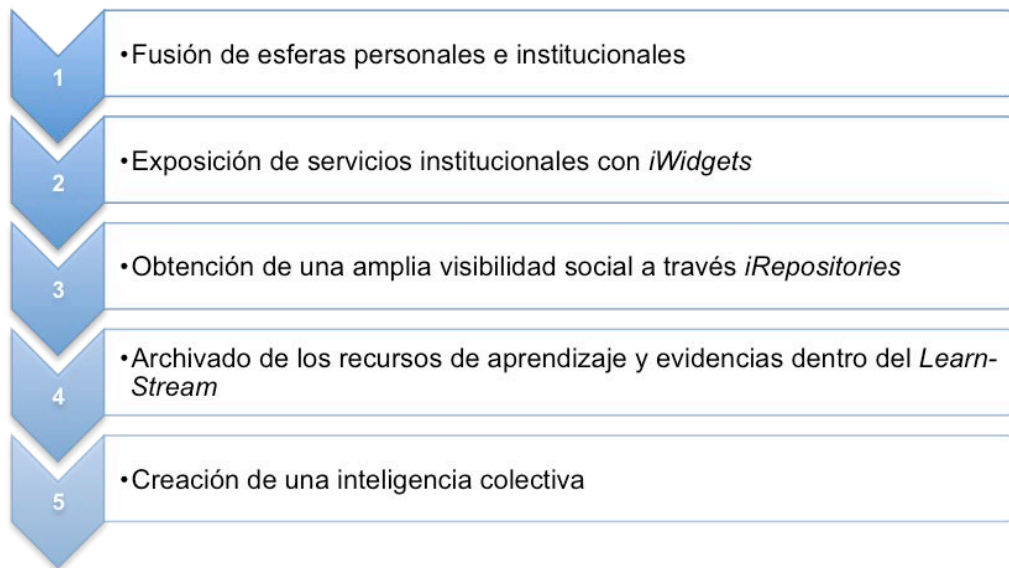 1
•Fusión de esferas personales e institucionales
2
•Exposición de servicios institucionales con iWidgets
3
•Obtención de una amplia visibilidad social a través iRepositories
4
•Archivado de los recursos de aprendizaje y evidencias dentro del Learn-
Stream
5
•Creación de una inteligencia colectiva